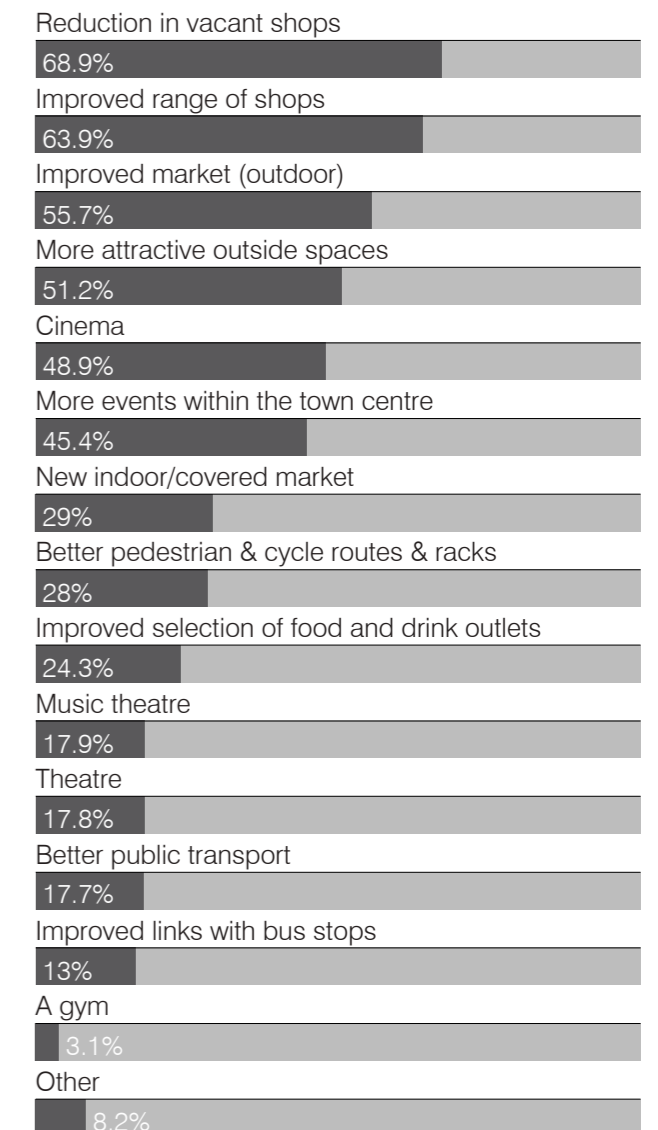 Reduction in vacant shops
68.9%
Improved range of shops
63.9%
Improved market (outdoor)
55.7%
More attractive outside spaces
51.2%
Cinema
48.9%
More events within the town centre
45.4%
New indoor/covered market
29%
Better pedestrian & cycle routes & racks
28%
Improved selection of food and drink outlets
24.3%
Music theatre
17.9%
Theatre
17.8%
Better public transport
17.7%
Improved links with bus stops
13%
A gym
3.1%
Other
8.2%